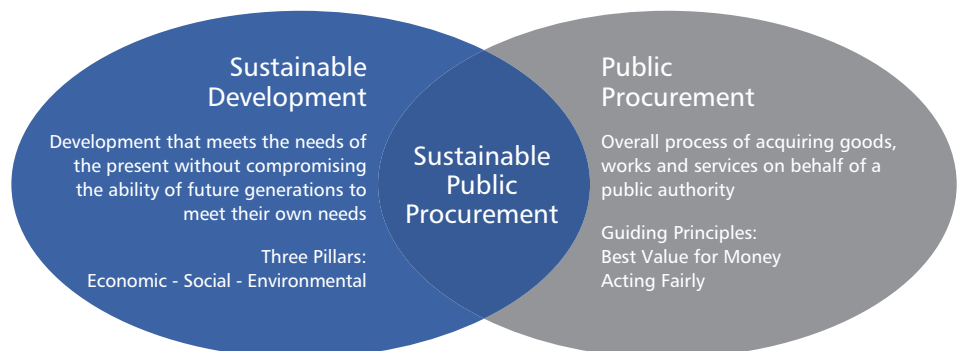 Sustainable
Development
Development that meets the needs of
the present without compromising
the ability of future generations to
meet their own needs
Three Pillars:
Economic - Social - Environmental
Sustainable
Public
Procurement
Public
Procurement
Overall process of acquiring goods,
works and services on behalf of a
public authority
Guiding Principles:
Best Value for Money
Acting Fairly